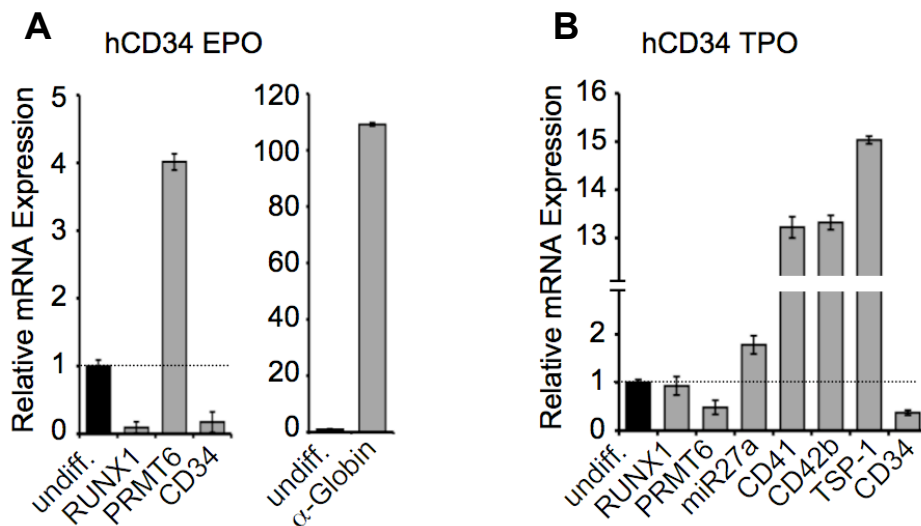 A
hCD34 EPO
Relative mRNA Expression
5
4
3
2
1
0
undiff.
RUNX1
PRMT6
CD34
120
100
80
60
40
20
0
undiff.
α-Globin
B
hCD34 TPO
Relative mRNA Expression
16
15
14
13
2
1
0
undiff.
RUNX1
PRMT6
miR27a
CD41
CD42b
TSP-1
CD34